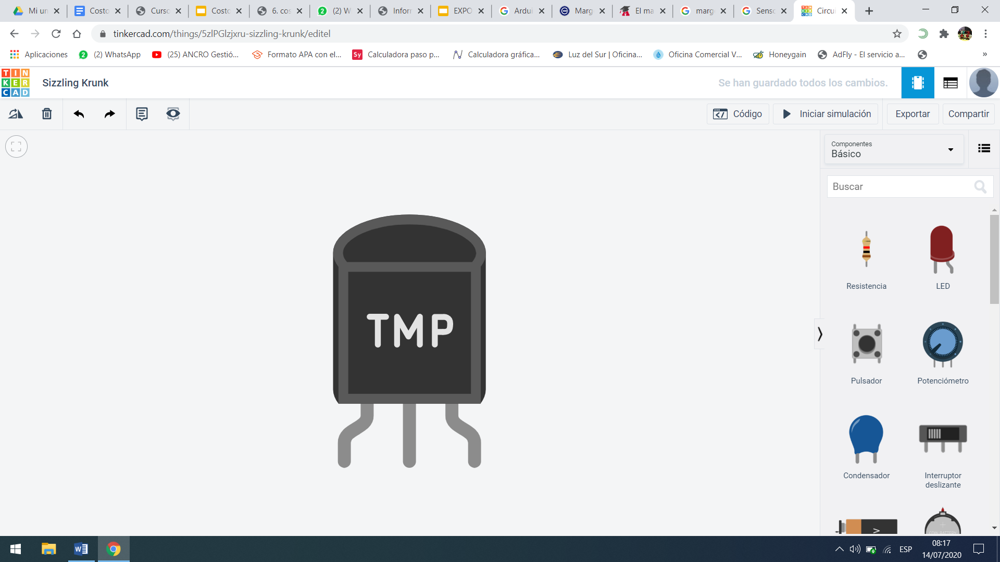 Mi un
Costo
Curso
Costo
6. cos
(2) W
Inforr
EXPO
Ardui
Marg
El ma
marge
Senso
Circui
tinkercad.com/things/5zlPGlzjxru-sizzling-krunk/editel
Aplicaciones
(2) WhatsApp
(25) ANCRO Gestió...
Formato APA con el...
Calculadora paso p...
Calculadora gráfica...
Luz del Sur | Oficina...
Oficina Comercial V...
Honeygain
AdFly - El servicio a...
»
TIN
KER
CAD
Sizzling Krunk
Se han guardado todos los cambios.
Código
Iniciar simulación
Exportar
Compartir
Componentes
Básico
Buscar
TMP
Resistencia
LED
Pulsador
Potenciómetro
Condensador
Interruptor
deslizante
ESP
08:17
14/07/2020